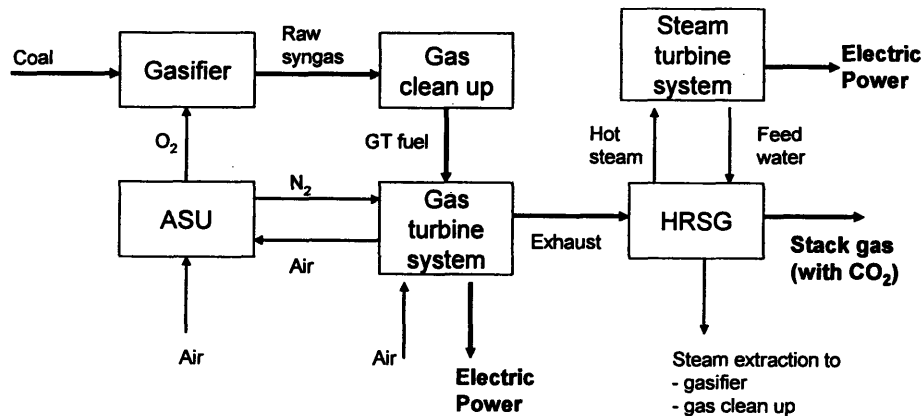 Coal
Gasifier
Raw
syngas
Gas
clean up
Steam
turbine
system
Electric
Power
O₂
GT fuel
Hot
steam
Feed
water
ASU
N₂
Air
Gas
turbine
system
Exhaust
HRSG
Stack gas
(with CO₂)
Air
Air
Electric
Power
Steam extraction to
- gasifier
- gas clean up